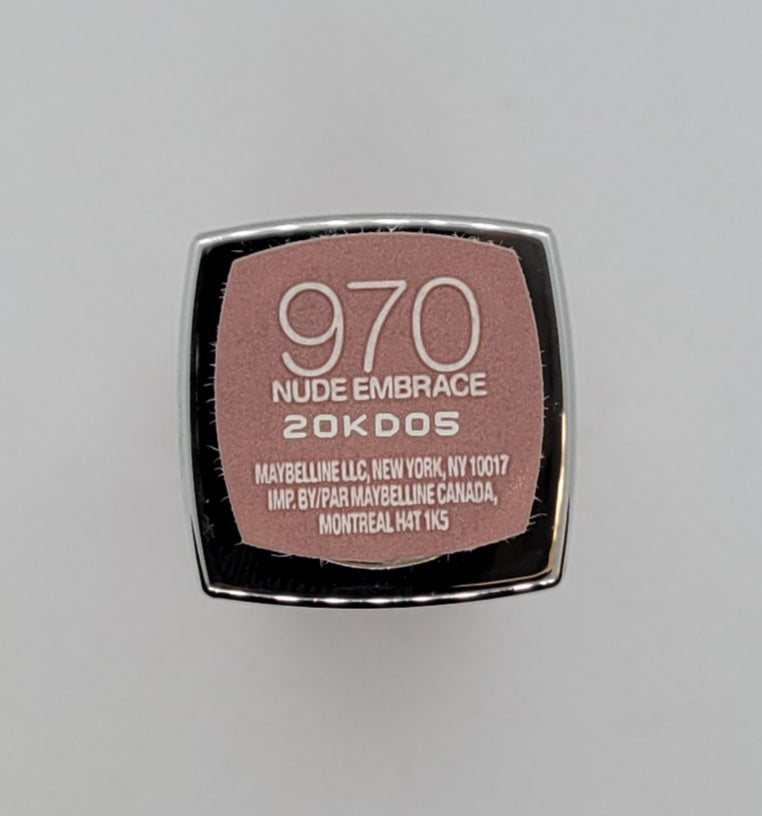 970
NUDE EMBRACE
20KD05
MAYBELLINE LLC, NEW YORK, NY 10017
IMP. BY/PAR MAYBELLINE CANADA,
MONTREAL H4T 1K5